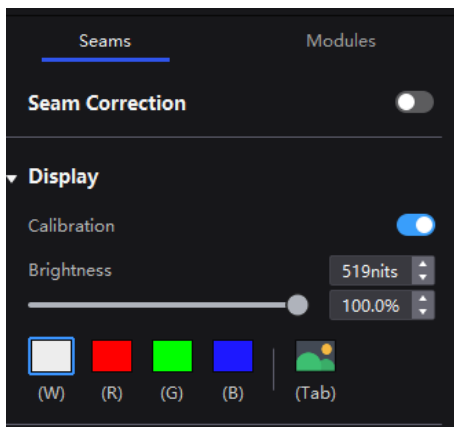 Seams Modules
Seam Correction
Display
Calibration
Brightness 519nits
100.0%
(W) (R) (G) (B) (Tab)